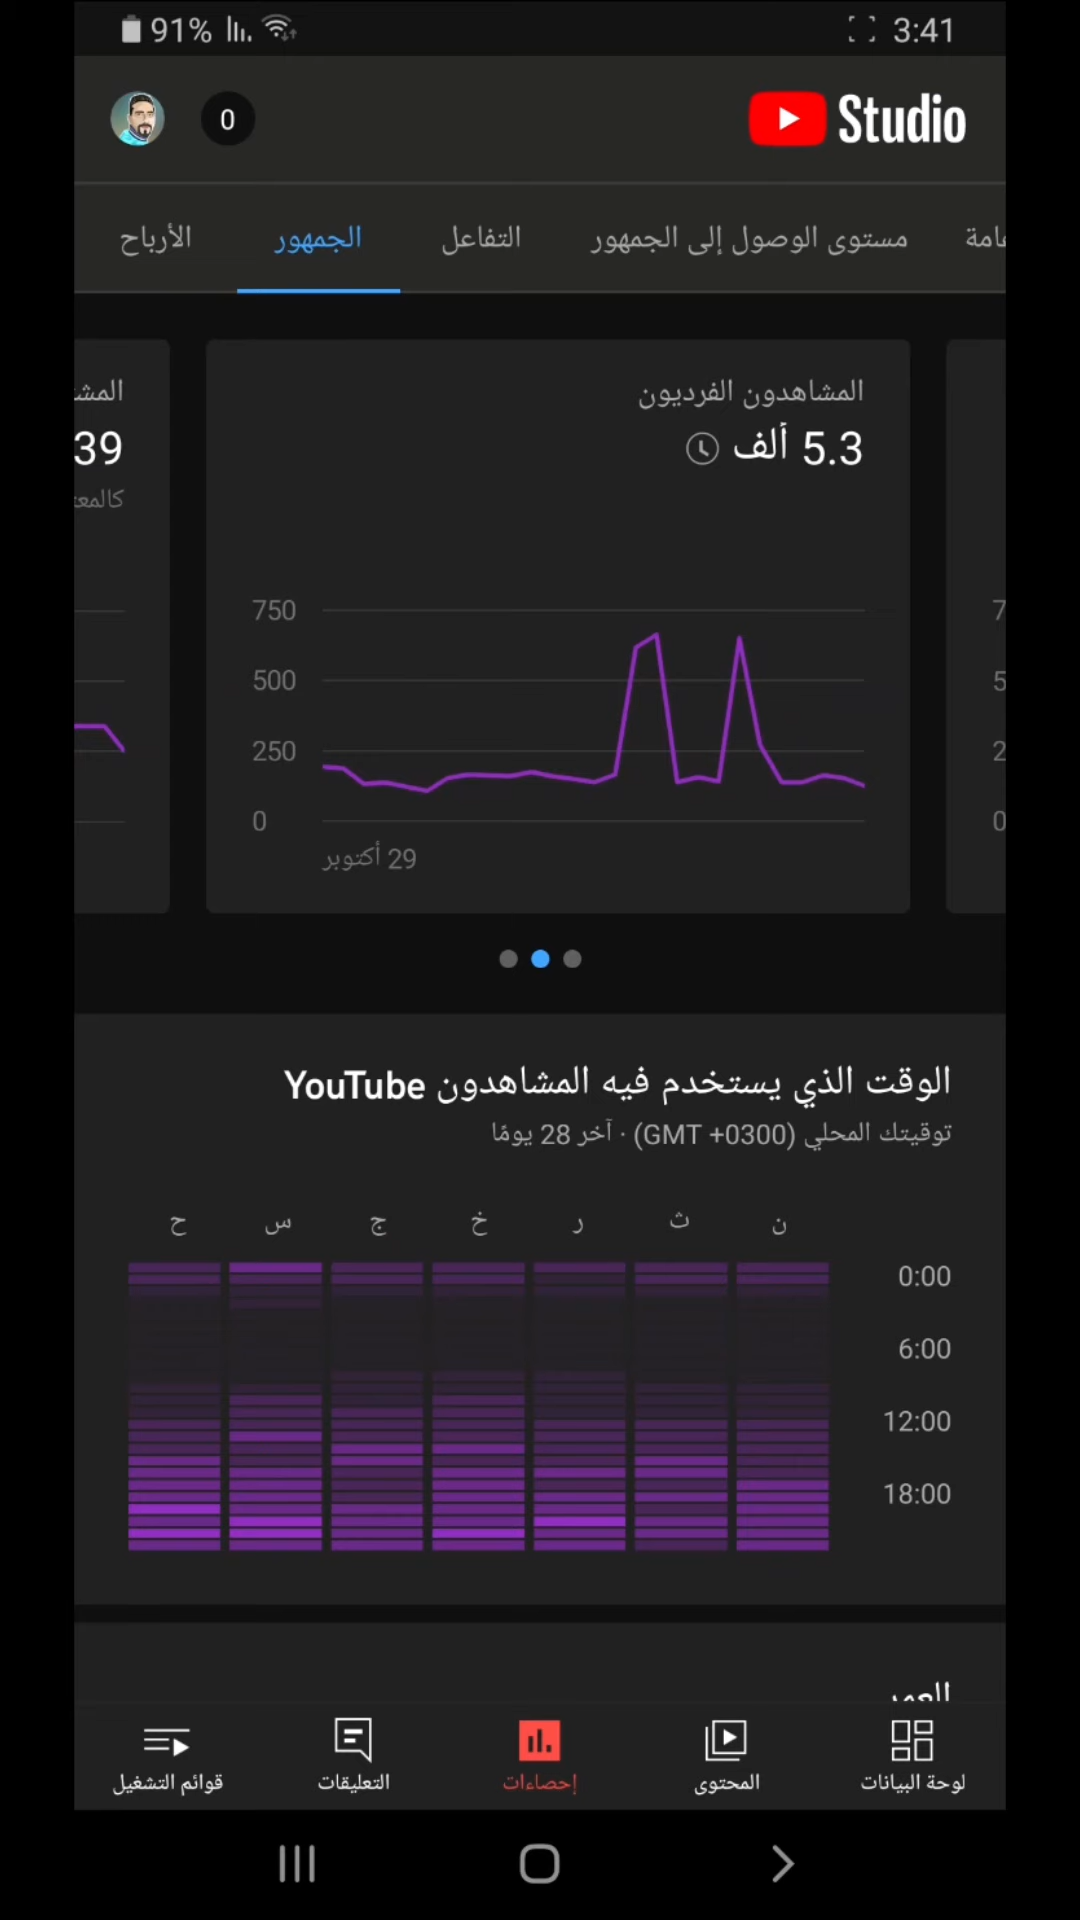 91% 3:41
0 Studio
عامة مستوى الوصول إلى الجمهور التفاعل الجمهور الأرباح
المشاهدون الفرديون
5.3 ألف
39
750
500
250
0
29 أكتوبر
الوقت الذي يستخدم فيه المشاهدون YouTube
توقيتك المحلي (GMT +0300) · آخر 28 يومًا
ن ث ر خ ج س ح
0:00
6:00
12:00
18:00
العمر
لوحة البيانات المحتوى إحصاءات التعليقات قوائم التشغيل